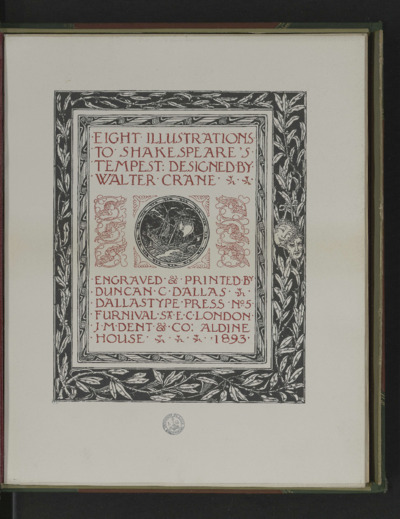 EIGHT ILLUSTRATIONS
TO SHAKESPEARE'S
TEMPEST: DESIGNED BY
WALTER CRANE
ENGRAVED & PRINTED BY
DUNCAN C DALLAS
DALLASTYPE PRESS Nº 5
FURNIVAL ST E.C LONDON
J.M DENT & CO: ALDINE
HOUSE 1893